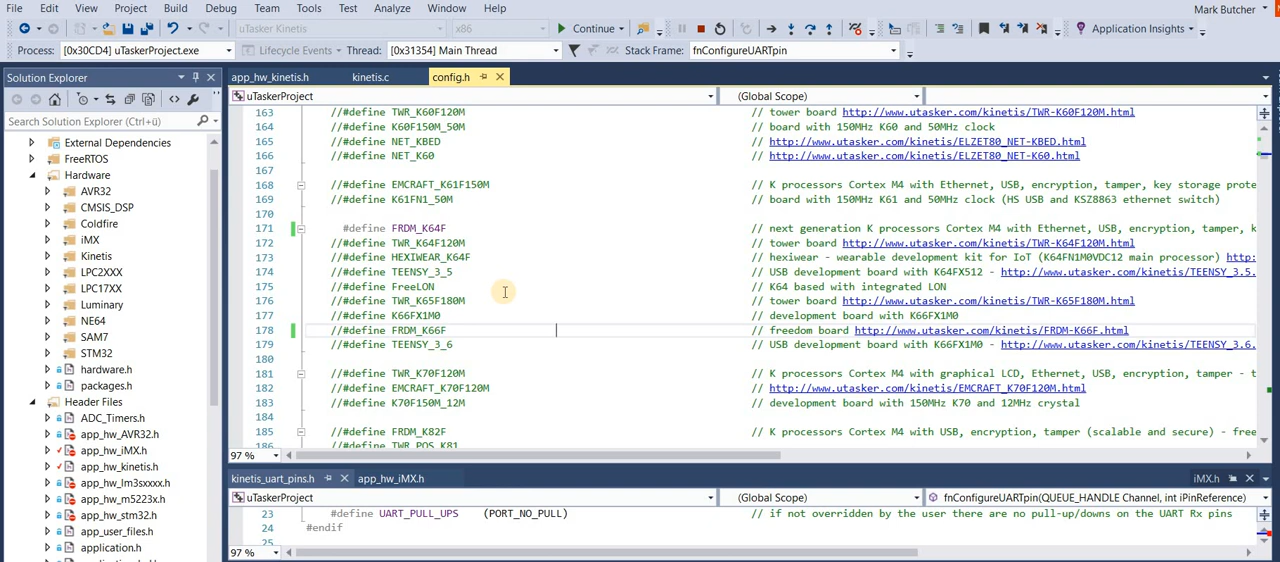 File Edit View Project Build Debug Team Tools Test Analyze Window Help Mark Butcher
uTasker Kinetis x86 Continue Application Insights
Process: [0x30CD4] uTaskerProject.exe Lifecycle Events Thread: [0x31354] Main Thread Stack Frame: fnConfigureUARTpin
Solution Explorer
Search Solution Explorer (Ctrl+ü)
External Dependencies
FreeRTOS
Hardware
AVR32
CMSIS_DSP
Coldfire
iMX
Kinetis
LPC2XXX
LPC17XX
Luminary
NE64
SAM7
STM32
hardware.h
packages.h
Header Files
ADC_Timers.h
app_hw_AVR32.h
app_hw_iMX.h
app_hw_kinetis.h
app_hw_lm3sxxxx.h
app_hw_m5223x.h
app_hw_stm32.h
app_user_files.h
application.h
app_hw_kinetis.h kinetis.c config.h
uTaskerProject (Global Scope)
163 //#define TWR_K60F120M // tower board http://www.utasker.com/kinetis/TWR-K60F120M.html
164 //#define K60F150M_50M // board with 150MHz K60 and 50MHz clock
165 //#define NET_KBED // http://www.utasker.com/kinetis/ELZET80_NET-KBED.html
166 //#define NET_K60 // http://www.utasker.com/kinetis/ELZET80_NET-K60.html
167
168 //#define EMCRAFT_K61F150M // K processors Cortex M4 with Ethernet, USB, encryption, tamper, key storage prote
169 //#define K61FN1_50M // board with 150MHz K61 and 50MHz clock (HS USB and KSZ8863 ethernet switch)
170
171 #define FRDM_K64F // next generation K processors Cortex M4 with Ethernet, USB, encryption, tamper, k
172 //#define TWR_K64F120M // tower board http://www.utasker.com/kinetis/TWR-K64F120M.html
173 //#define HEXIWEAR_K64F // hexiwear - wearable development kit for IoT (K64FN1M0VDC12 main processor) http:
174 //#define TEENSY_3_5 // USB development board with K64FX512 - http://www.utasker.com/kinetis/TEENSY_3.5.
175 //#define FreeLON // K64 based with integrated LON
176 //#define TWR_K65F180M // tower board http://www.utasker.com/kinetis/TWR-K65F180M.html
177 //#define K66FX1M0 // development board with K66FX1M0
178 //#define FRDM_K66F // freedom board http://www.utasker.com/kinetis/FRDM-K66F.html
179 //#define TEENSY_3_6 // USB development board with K66FX1M0 - http://www.utasker.com/kinetis/TEENSY_3.6.
180
181 //#define TWR_K70F120M // K processors Cortex M4 with graphical LCD, Ethernet, USB, encryption, tamper - t
182 //#define EMCRAFT_K70F120M // http://www.utasker.com/kinetis/EMCRAFT_K70F120M.html
183 //#define K70F150M_12M // development board with 150MHz K70 and 12MHz crystal
184
185 //#define FRDM_K82F // K processors Cortex M4 with USB, encryption, tamper (scalable and secure) - free
186 //#define TWR_POS_K81
97 %
kinetis_uart_pins.h app_hw_iMX.h iMX.h
uTaskerProject (Global Scope) fnConfigureUARTpin(QUEUE_HANDLE Channel, int iPinReference)
23 #define UART_PULL_UPS (PORT_NO_PULL) // if not overridden by the user there are no pull-up/downs on the UART Rx pins
24 #endif
25
97 %